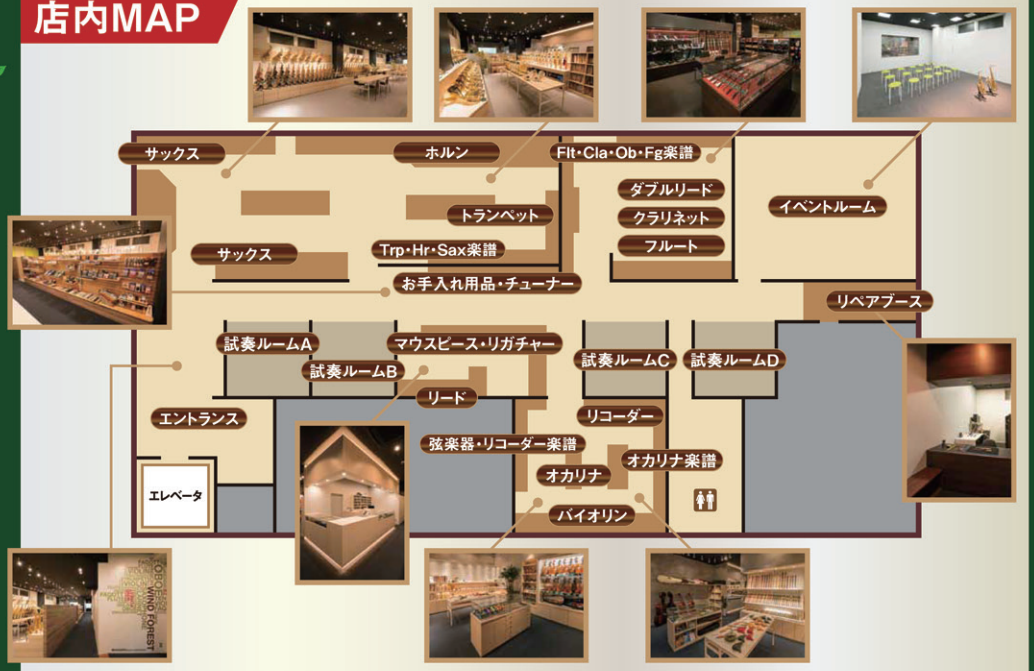 店内MAP
サックス
ホルン
Flt・Cla・Ob・Fg楽譜
ダブルリード
クラリネット
フルート
イベントルーム
トランペット
サックス
Trp・Hr・Sax楽譜
お手入れ用品・チューナー
リペアブース
試奏ルームA
試奏ルームB
マウスピース・リガチャー
試奏ルームC
試奏ルームD
リード
エントランス
リコーダー
弦楽器・リコーダー楽譜
オカリナ楽譜
オカリナ
エレベータ
バイオリン
WIND FOREST